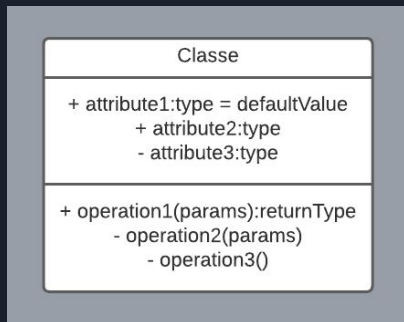 Classe
+ attribute1:type = defaultValue
+ attribute2:type
- attribute3:type
+ operation1(params):returnType
- operation2(params)
- operation3()